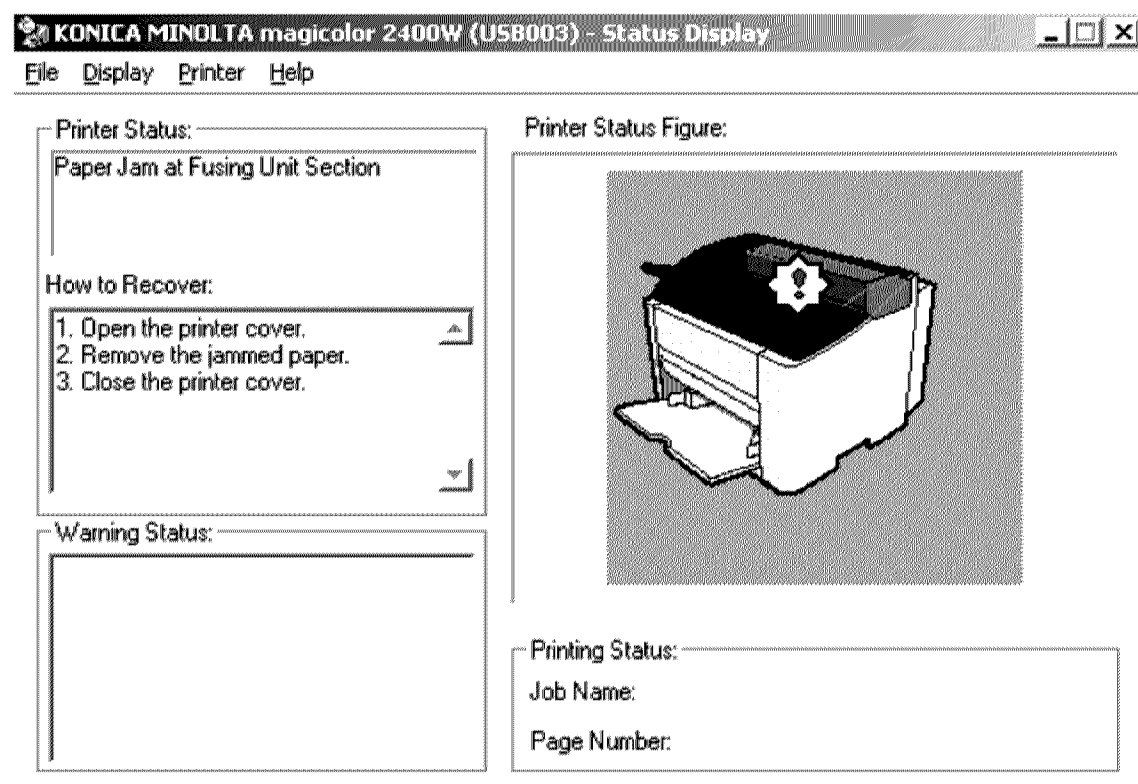 KONICA MINOLTA magicolor 2400W (USB003) - Status Display
File Display Printer Help
Printer Status:
Paper Jam at Fusing Unit Section
How to Recover:
1. Open the printer cover.
2. Remove the jammed paper.
3. Close the printer cover.
Warning Status:
Printer Status Figure:
Printing Status:
Job Name:
Page Number: